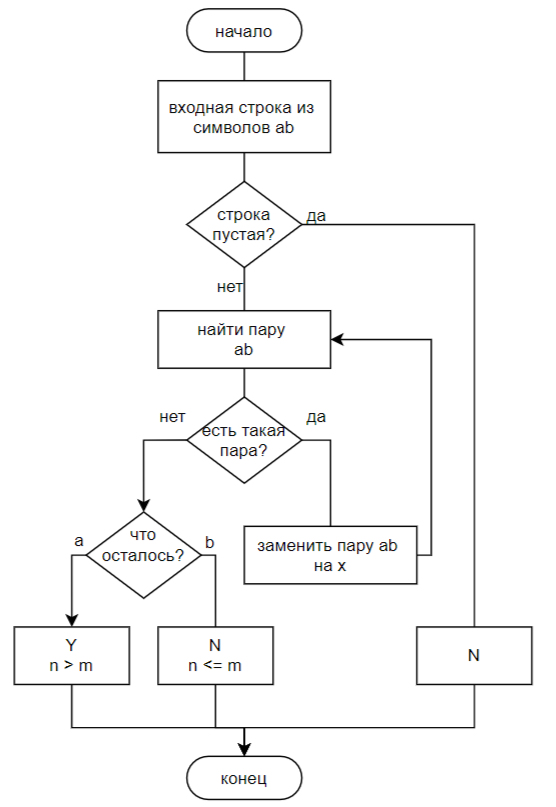 начало
входная строка из
символов ab
строка
пустая?
да
нет
найти пару
ab
нет
да
есть такая
пара?
a
что
осталось?
b
заменить пару ab
на x
Y
n > m
N
n <= m
N
конец